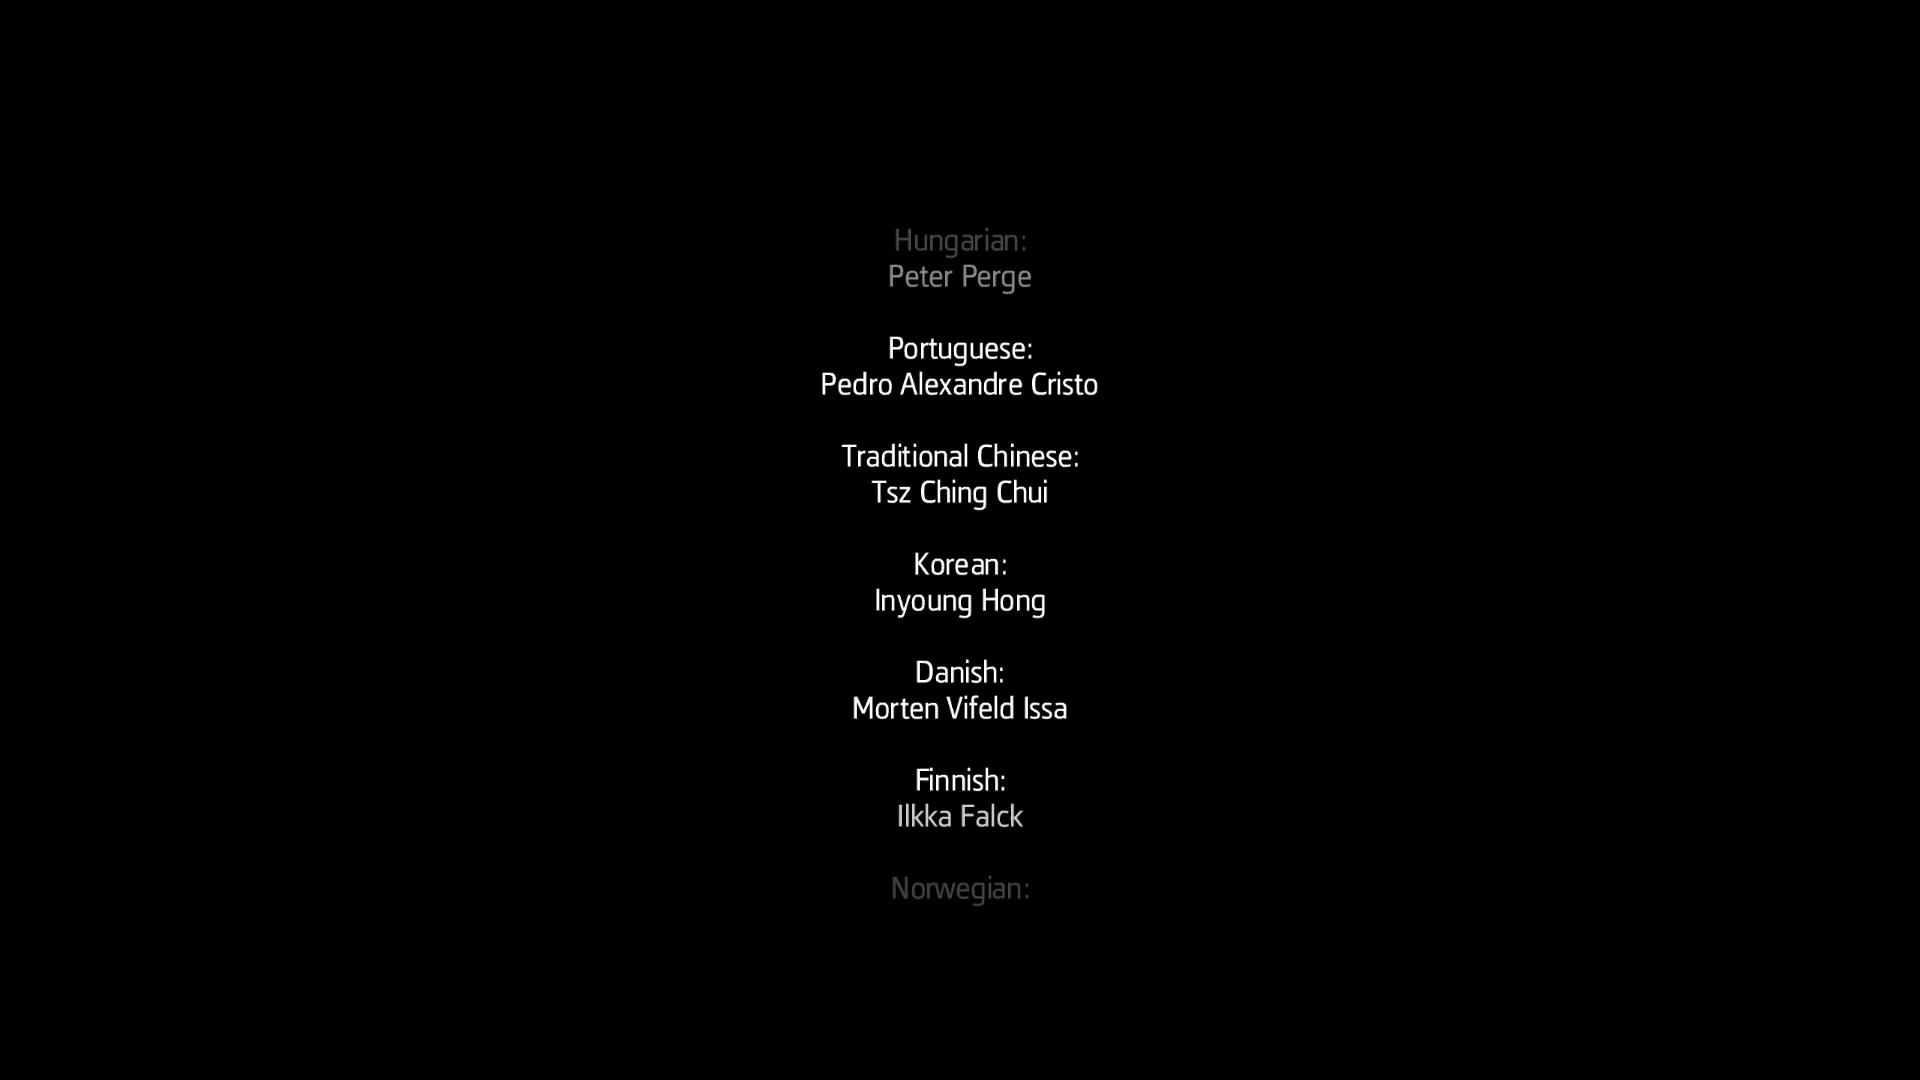 Hungarian:
Peter Perge
Portuguese:
Pedro Alexandre Cristo
Traditional Chinese:
Tsz Ching Chui
Korean:
Inyoung Hong
Danish:
Morten Vifeld Issa
Finnish:
Ilkka Falck
Norwegian: